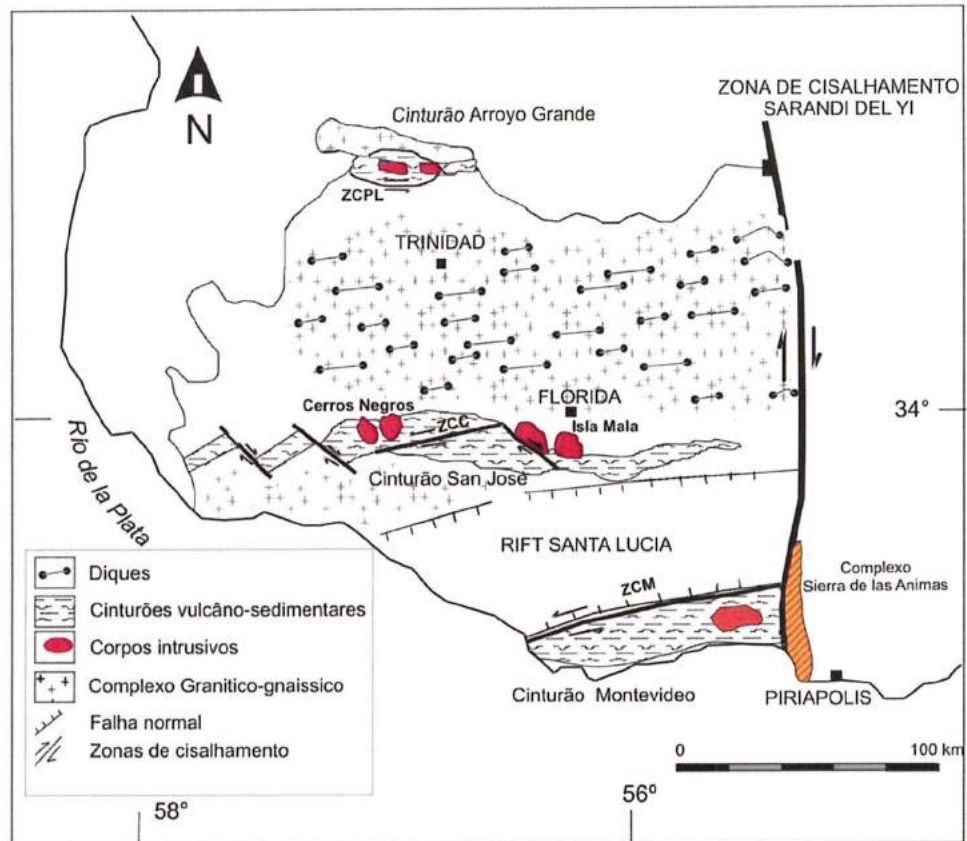 ZONA DE CISALHAMENTO
SARANDI DEL YI
Cinturão Arroyo Grande
N
ZCPL
TRINIDAD
FLORIDA
34°
Cerros Negros
Isla Mala
ZCC
Cinturão San José
Rio de la Plata
RIFT SANTA LUCIA
Complexo
Sierra de las Animas
ZCM
Cinturão Montevideo
PIRIAPOLIS
Diques
Cinturões vulcâno-sedimentares
Corpos intrusivos
Complexo Granitico-gnaissico
Falha normal
Zonas de cisalhamento
0 100 km
58°
56°